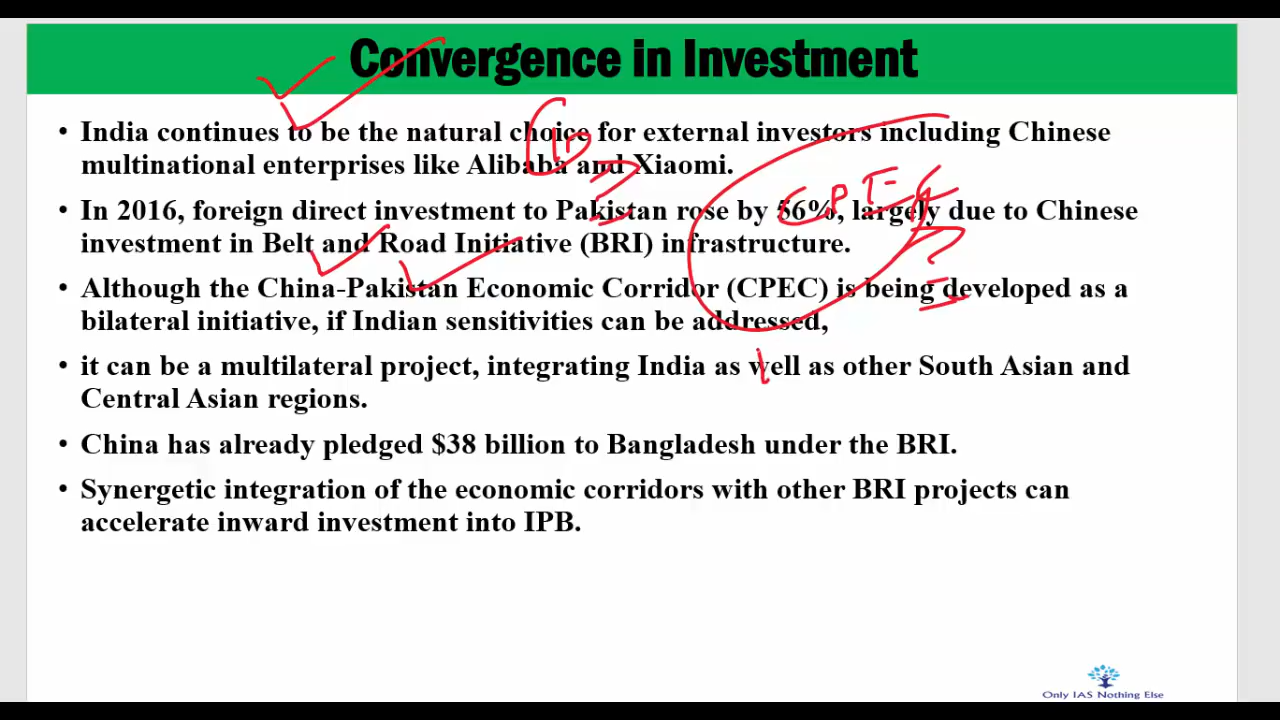 Convergence in Investment
• India continues to be the natural choice for external investors including Chinese
multinational enterprises like Alibaba and Xiaomi.
• In 2016, foreign direct investment to Pakistan rose by 56%, largely due to Chinese
investment in Belt and Road Initiative (BRI) infrastructure.
• Although the China-Pakistan Economic Corridor (CPEC) is being developed as a
bilateral initiative, if Indian sensitivities can be addressed,
• it can be a multilateral project, integrating India as well as other South Asian and
Central Asian regions.
• China has already pledged $38 billion to Bangladesh under the BRI.
• Synergetic integration of the economic corridors with other BRI projects can
accelerate inward investment into IPB.
Only IAS Nothing Else